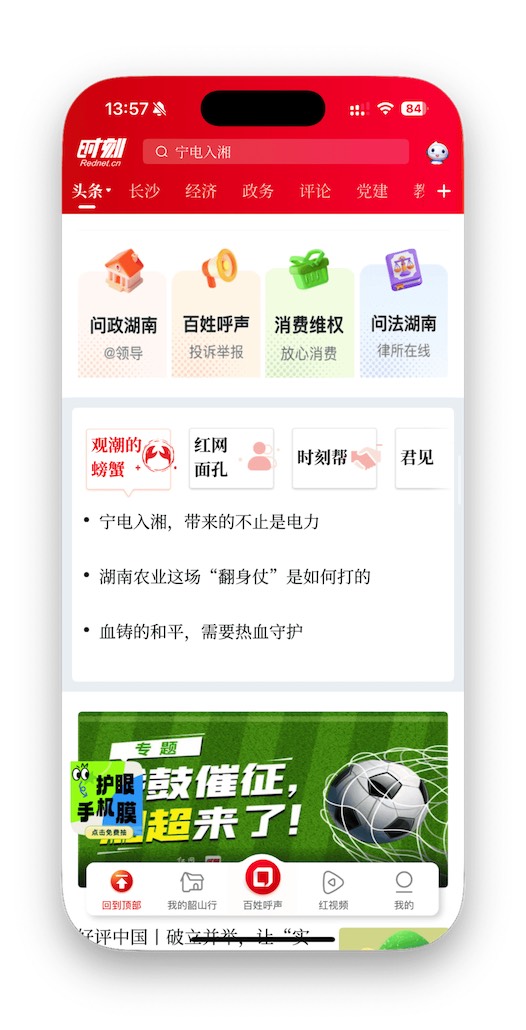 13:57
84
时刻
Rednet.cn
宁电入湘
头条 长沙 经济 政务 评论 党建
问政湖南 百姓呼声 消费维权 问法湖南
@领导 投诉举报 放心消费 律所在线
观潮的
螃蟹
红网
面孔
时刻帮
君见
宁电入湘，带来的不止是电力
湖南农业这场“翻身仗”是如何打的
血铸的和平，需要热血守护
专题
鼓催征，
超来了！
护眼
手机膜
点击免费抽
回到顶部 我的韶山行 百姓呼声 红视频 我的
好评中国丨破立并举，让“实